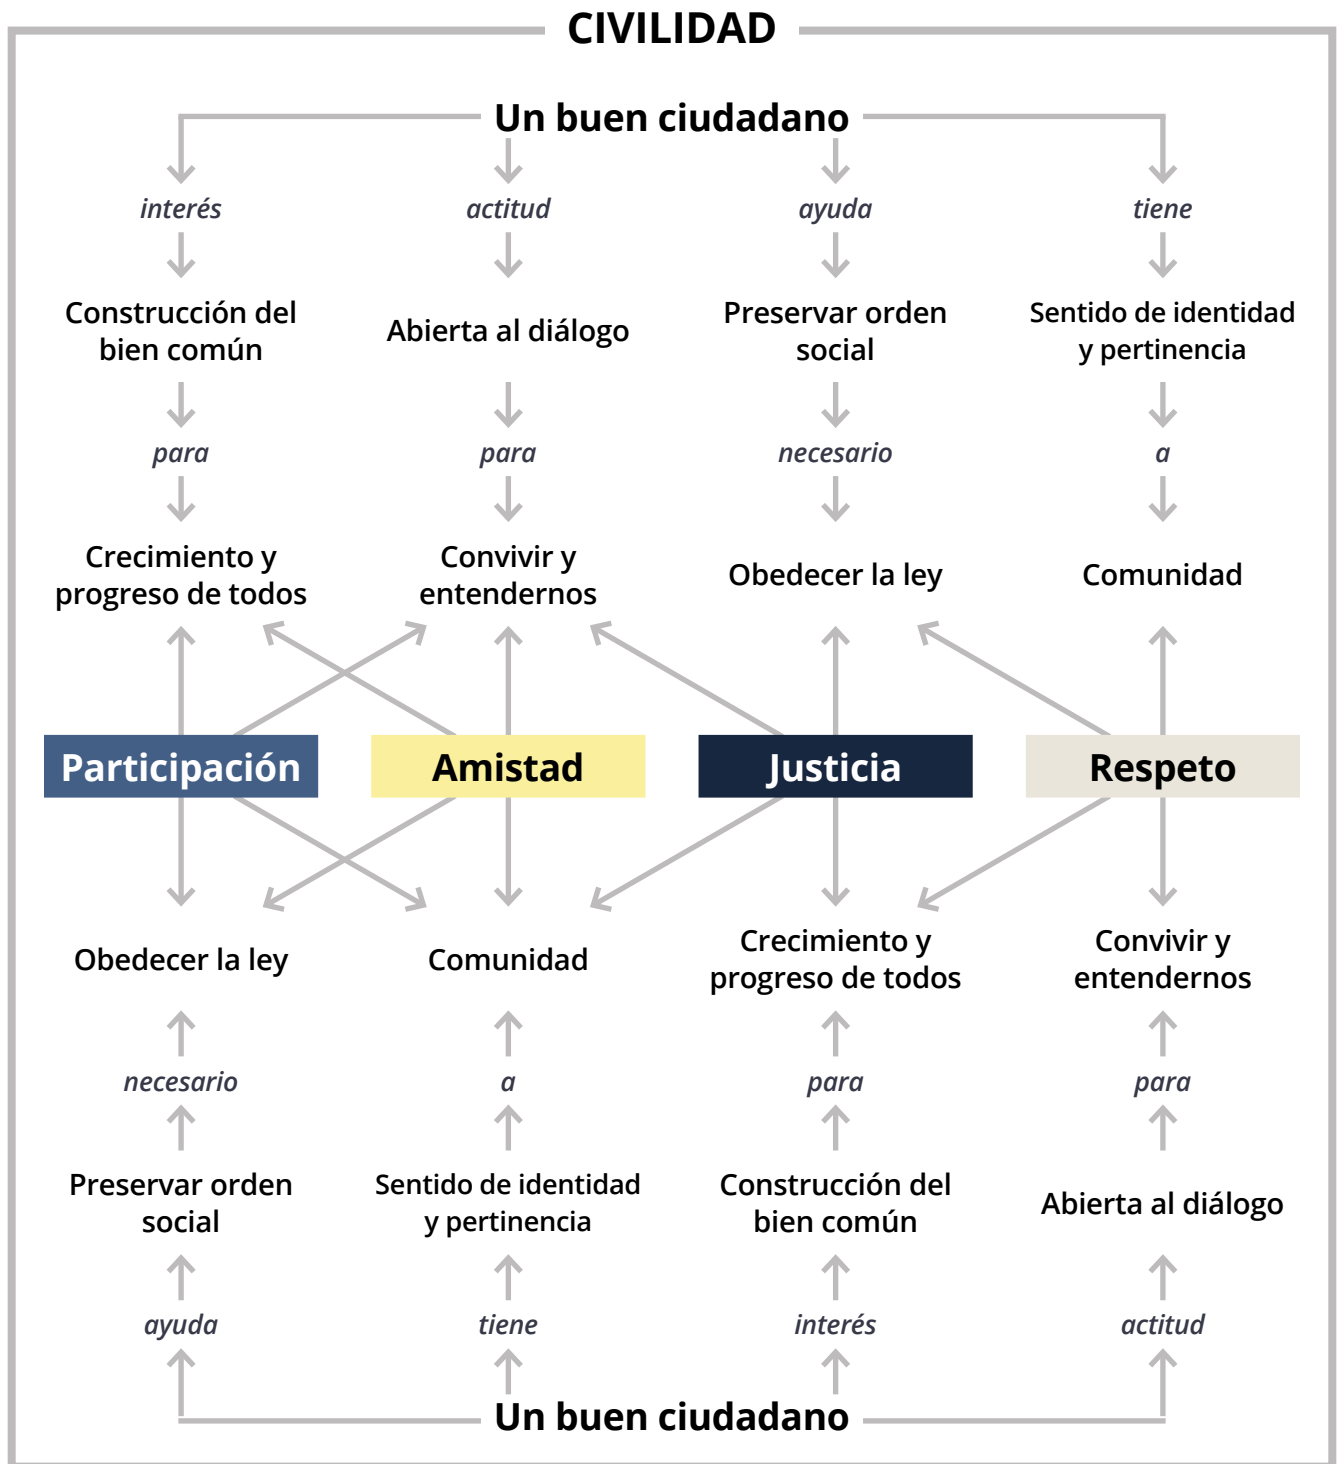 CIVILIDAD
Un buen ciudadano
interés
actitud
ayuda
tiene
Construcción del
bien común
Abierta al diálogo
Preservar orden
social
Sentido de identidad
y pertinencia
para
para
necesario
a
Crecimiento y
progreso de todos
Convivir y
entendernos
Obedecer la ley
Comunidad
Participación
Amistad
Justicia
Respeto
Obedecer la ley
Comunidad
Crecimiento y
progreso de todos
Convivir y
entendernos
necesario
a
para
para
Preservar orden
social
Sentido de identidad
y pertinencia
Construcción del
bien común
Abierta al diálogo
ayuda
tiene
interés
actitud
Un buen ciudadano